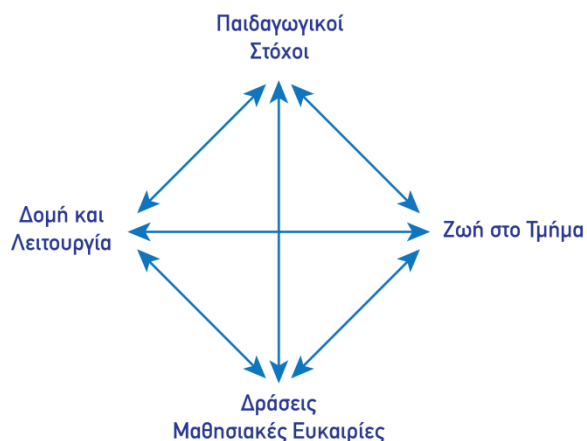 Παιδαγωγικοί
Στόχοι
Δομή και
Λειτουργία
Ζωή στο Τμήμα
Δράσεις
Μαθησιακές Ευκαιρίες